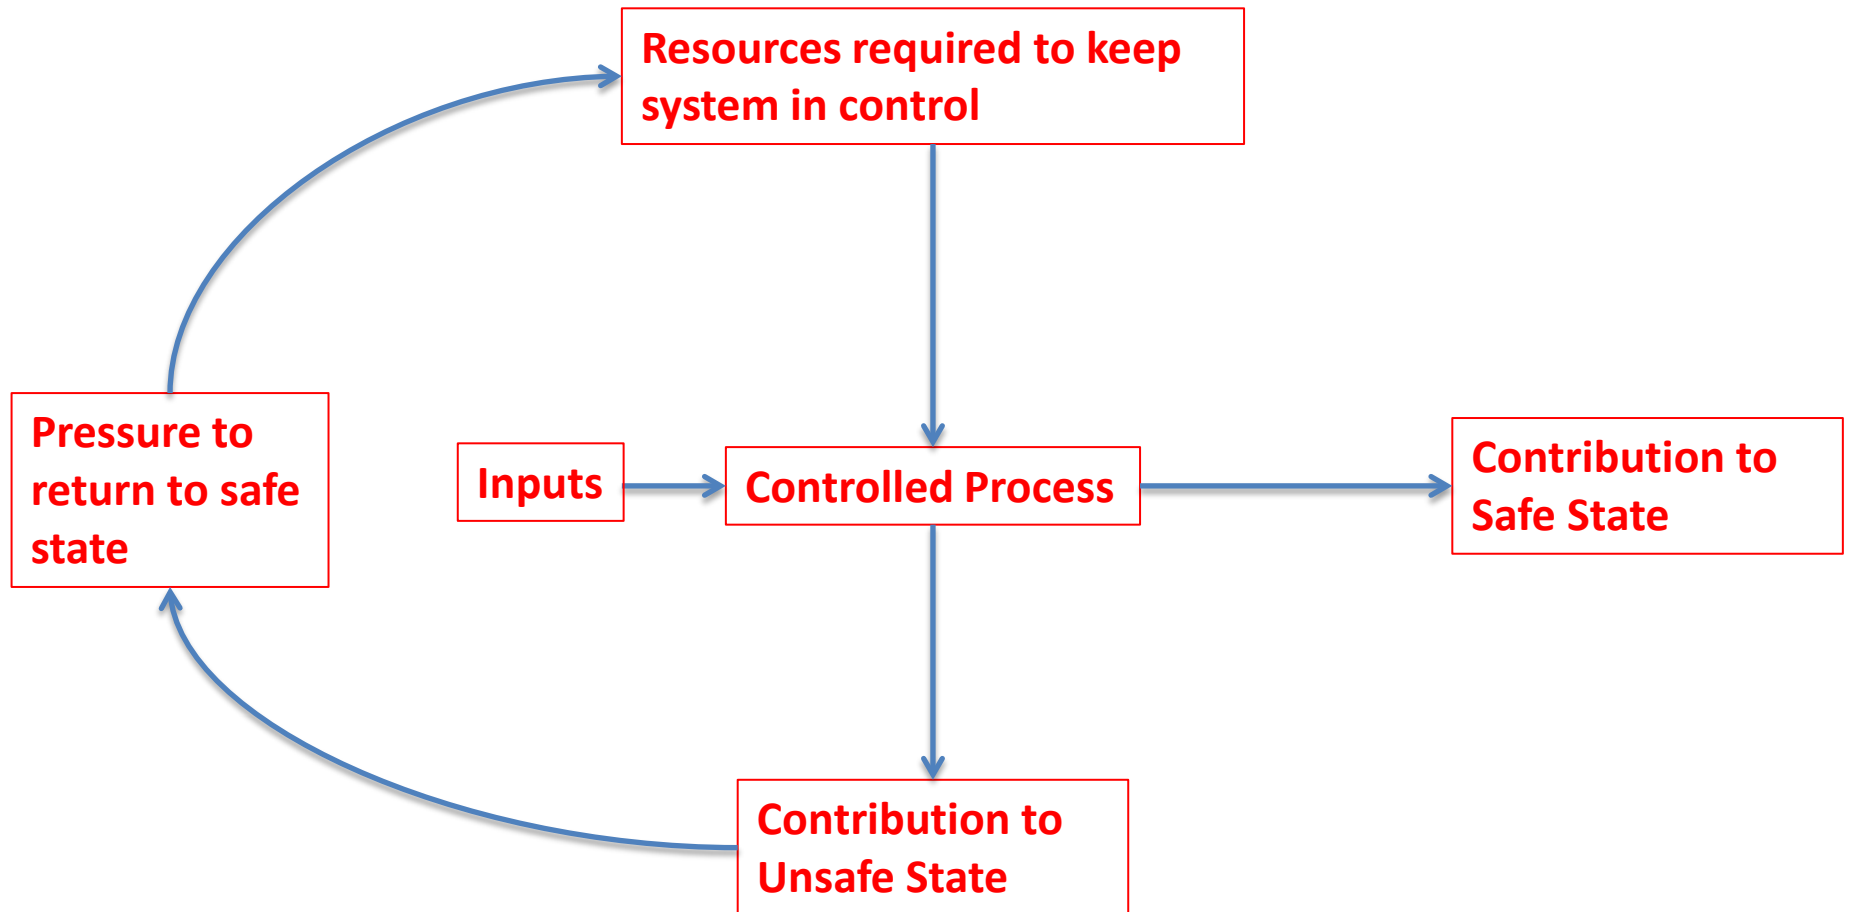 Resources required to keep
system in control
Pressure to
return to safe
state
Inputs
Controlled Process
Contribution to
Safe State
Contribution to
Unsafe State